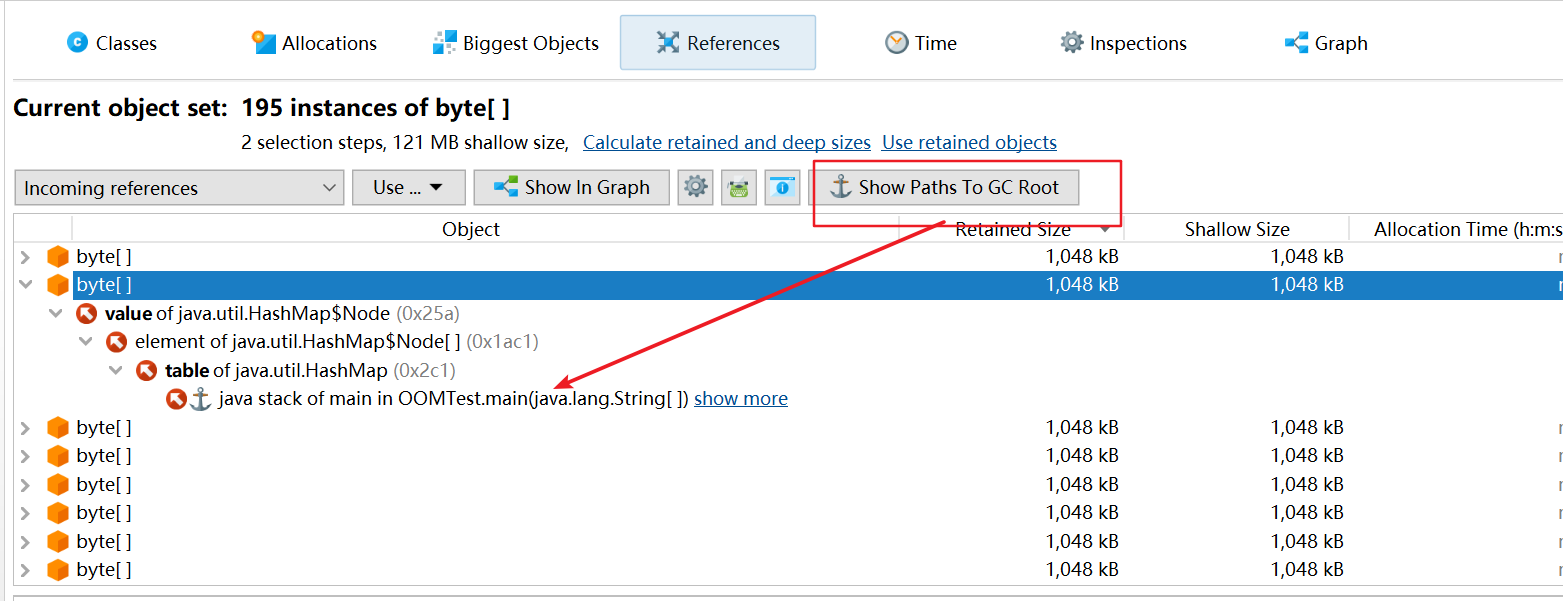 Classes Allocations Biggest Objects References Time Inspections Graph
Current object set: 195 instances of byte[ ]
2 selection steps, 121 MB shallow size, Calculate retained and deep sizes Use retained objects
Incoming references Use ... Show In Graph Show Paths To GC Root
Object Retained Size Shallow Size Allocation Time (h:m:s
byte[ ] 1,048 kB 1,048 kB
byte[ ] 1,048 kB 1,048 kB
value of java.util.HashMap$Node (0x25a)
element of java.util.HashMap$Node[ ] (0x1ac1)
table of java.util.HashMap (0x2c1)
java stack of main in OOMTest.main(java.lang.String[ ]) show more
byte[ ] 1,048 kB 1,048 kB
byte[ ] 1,048 kB 1,048 kB
byte[ ] 1,048 kB 1,048 kB
byte[ ] 1,048 kB 1,048 kB
byte[ ] 1,048 kB 1,048 kB
byte[ ] 1,048 kB 1,048 kB